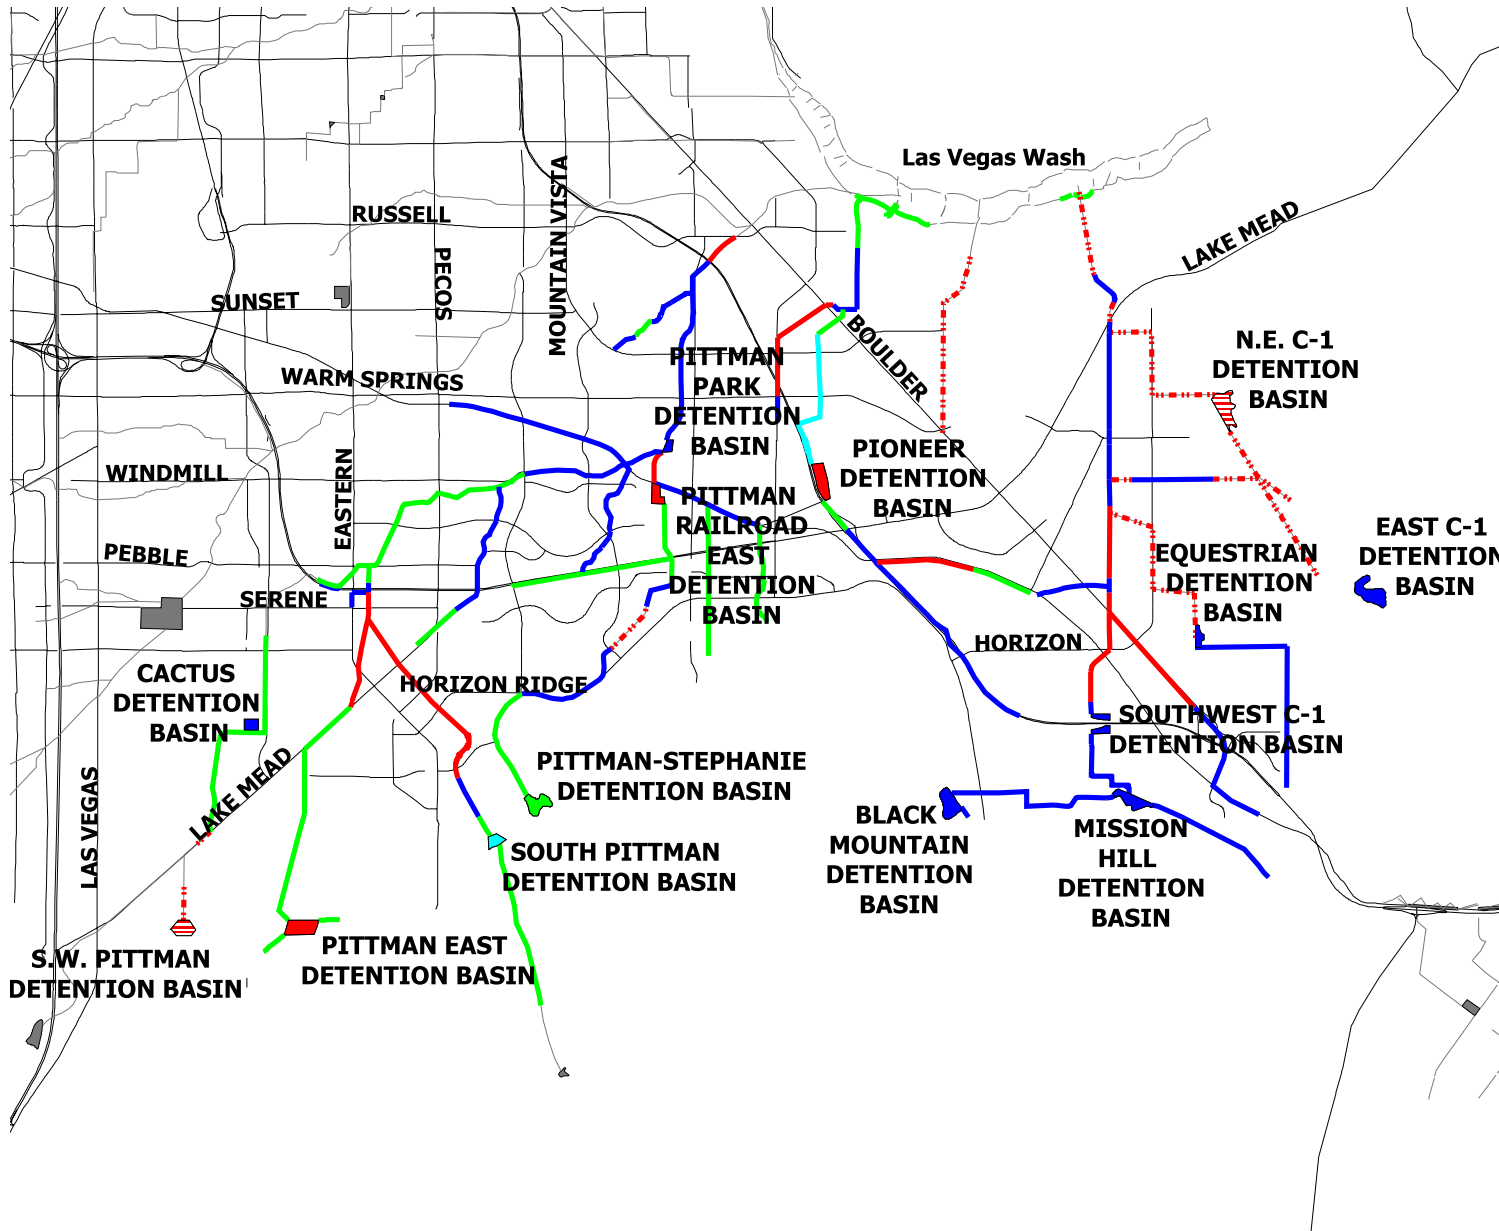 Las Vegas Wash
RUSSELL
MOUNTAIN VISTA
PECOS
LAKE MEAD
SUNSET
BOULDER
WARM SPRINGS
PITTMAN
PARK
DETENTION
BASIN
N.E. C-1
DETENTION
BASIN
WINDMILL
EASTERN
PIONEER
DETENTION
BASIN
PITTMAN
RAILROAD
EAST
DETENTION
BASIN
PEBBLE
SERENE
EQUESTRIAN
DETENTION
BASIN
EAST C-1
DETENTION
BASIN
HORIZON
CACTUS
DETENTION
BASIN
HORIZON RIDGE
SOUTHWEST C-1
DETENTION BASIN
LAS VEGAS
LAKE MEAD
PITTMAN-STEPHANIE
DETENTION BASIN
BLACK
MOUNTAIN
DETENTION
BASIN
MISSION
HILL
DETENTION
BASIN
SOUTH PITTMAN
DETENTION BASIN
S.W. PITTMAN
DETENTION BASIN
PITTMAN EAST
DETENTION BASIN